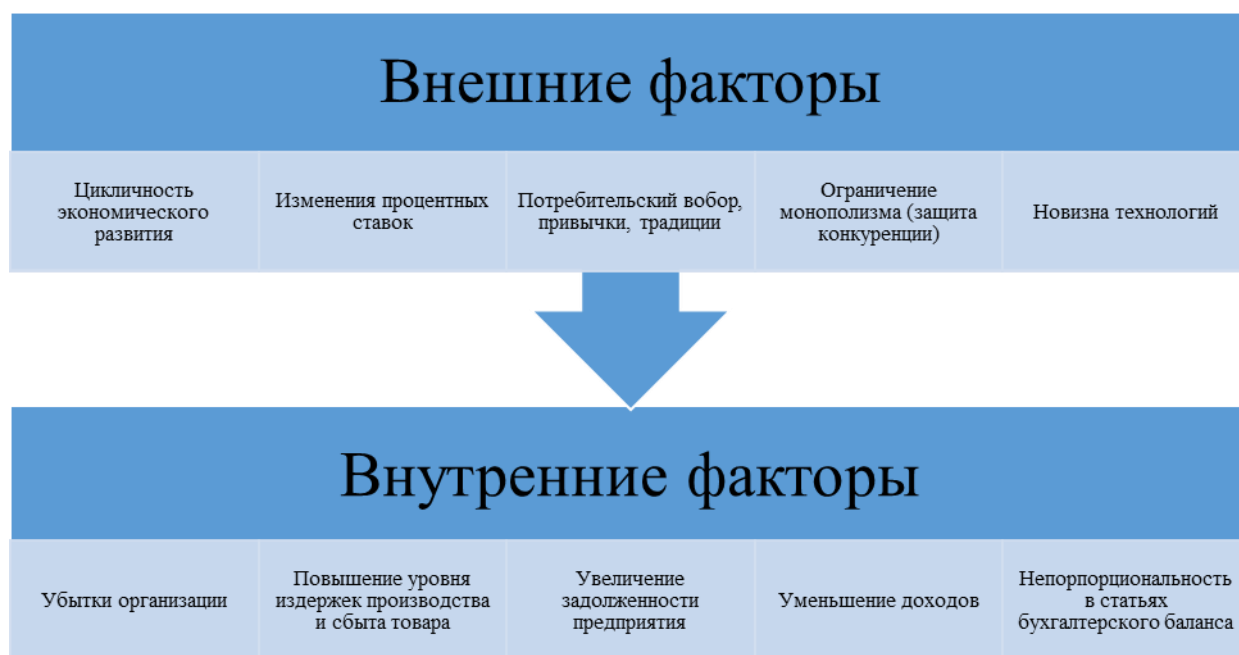 Внешние факторы
Цикличность
экономического
развития
Изменения процентных
ставок
Потребительский вобор,
привычки, традиции
Ограничение
монополизма (защита
конкуренции)
Новизна технологий
Внутренние факторы
Убытки организации
Повышение уровня
издержек производства
и сбыта товара
Увеличение
задолженности
предприятия
Уменьшение доходов
Непорпорциональность
в статьях
бухгалтерского баланса